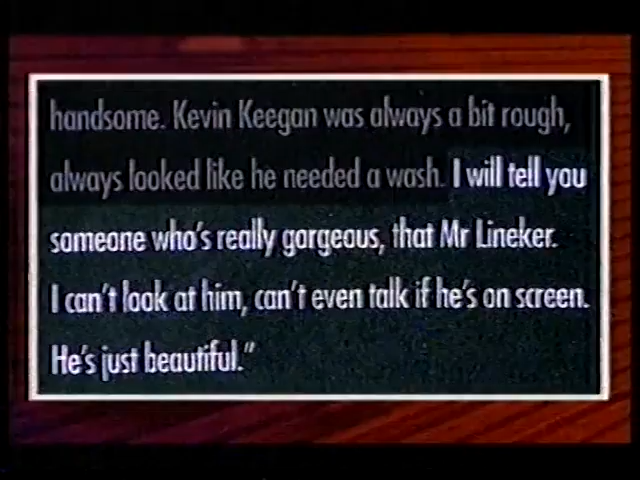 handsome. Kevin Keegan was always a bit rough,
always looked like he needed a wash. I will tell you
someone who's really gorgeous, that Mr Lineker.
I can't look at him, can't even talk if he's on screen.
He's just beautiful."